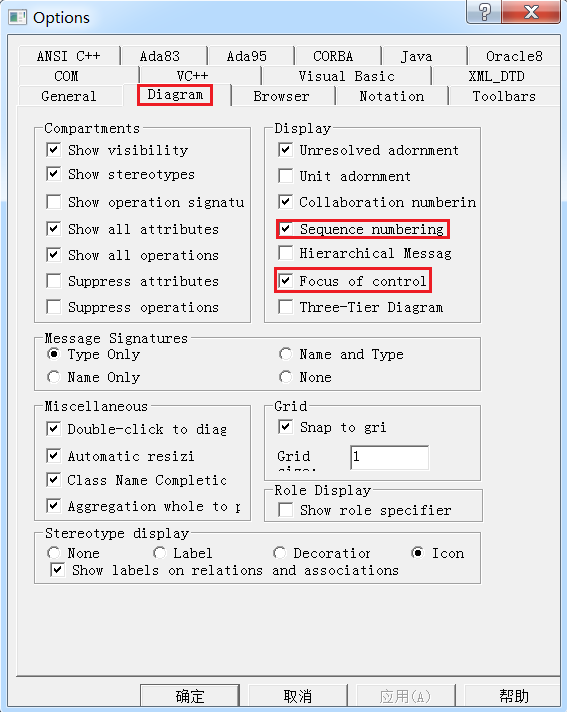 Options
ANSI C++ Ada83 Ada95 CORBA Java Oracle8
COM VC++ Visual Basic XML_DTD
General Diagram Browser Notation Toolbars
Compartments
Show visibility
Show stereotypes
Show operation signatu
Show all attributes
Show all operations
Suppress attributes
Suppress operations
Display
Unresolved adornment
Unit adornment
Collaboration numberin
Sequence numbering
Hierarchical Messag
Focus of control
Three-Tier Diagram
Message Signatures
Type Only Name and Type
Name Only None
Miscellaneous
Double-click to diag
Automatic resizi
Class Name Completic
Aggregation whole to p
Grid
Snap to gri
Grid
size:
1
Role Display
Show role specifier
Stereotype display
None Label Decoration Icon
Show labels on relations and associations
确定 取消 应用(A) 帮助